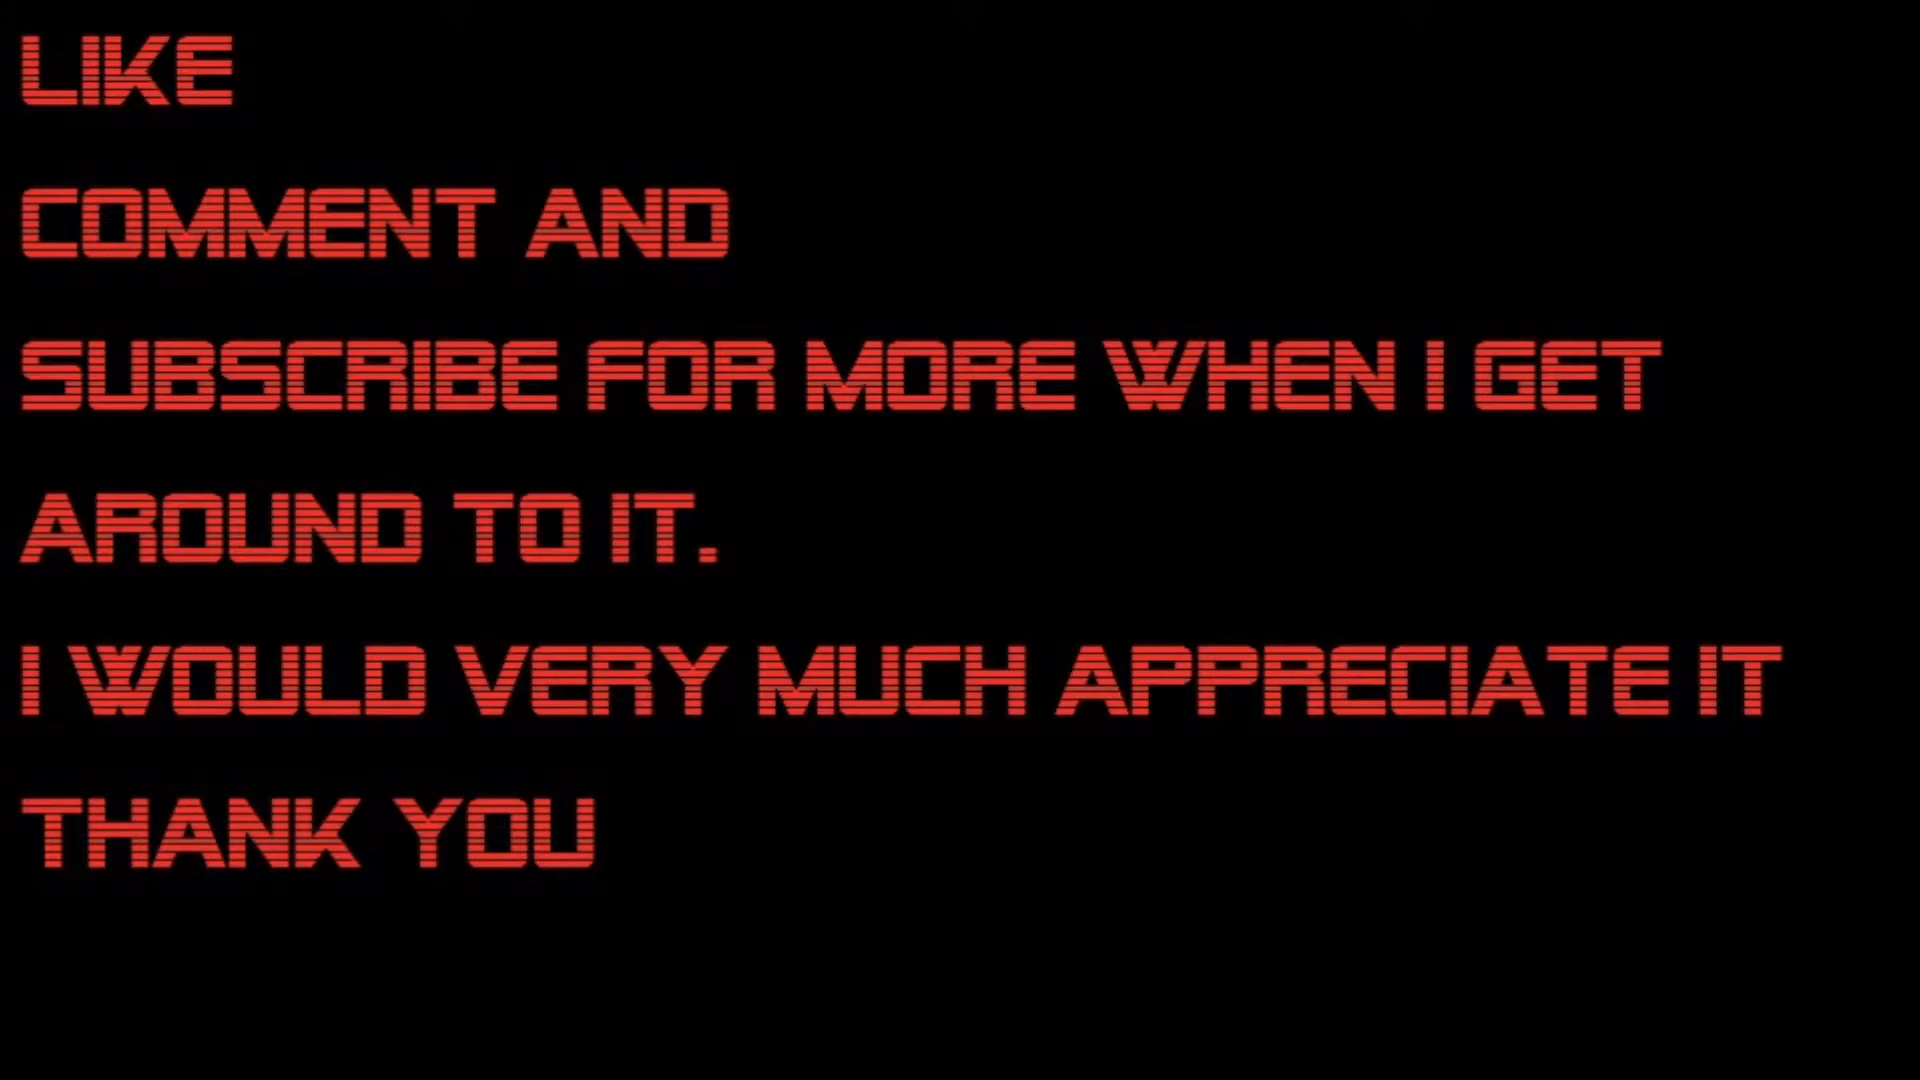 LIKE
COMMENT AND
SUBSCRIBE FOR MORE WHEN I GET
AROUND TO IT.
I WOULD VERY MUCH APPRECIATE IT
THANK YOU